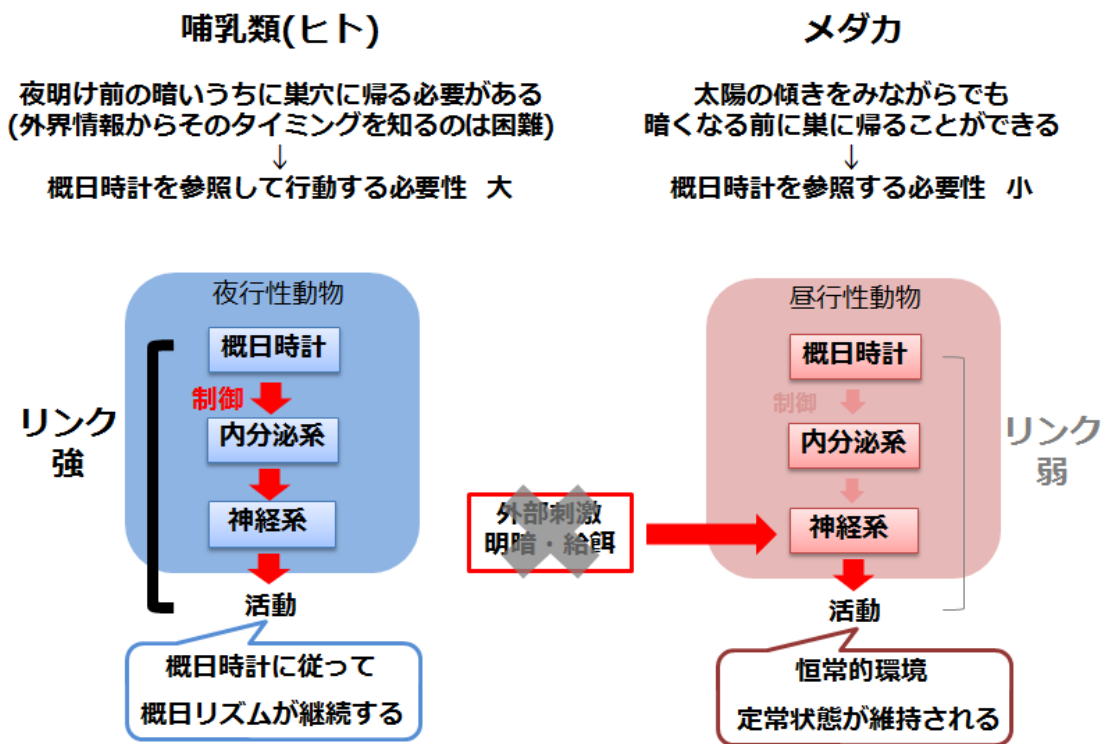 哺乳類(ヒト)
夜明け前の暗いうちに巣穴に帰る必要がある
(外界情報からそのタイミングを知るのは困難)
↓
概日時計を参照して行動する必要性 大
メダカ
太陽の傾きをみながらでも
暗くなる前に巣に帰ることができる
↓
概日時計を参照する必要性 小
リンク
強
夜行性動物
概日時計
制御
内分泌系
神経系
活動
概日時計に従って
概日リズムが継続する
外部刺激
明暗・給餌
昼行性動物
概日時計
制御
内分泌系
神経系
活動
リンク
弱
恒常的環境
定常状態が維持される